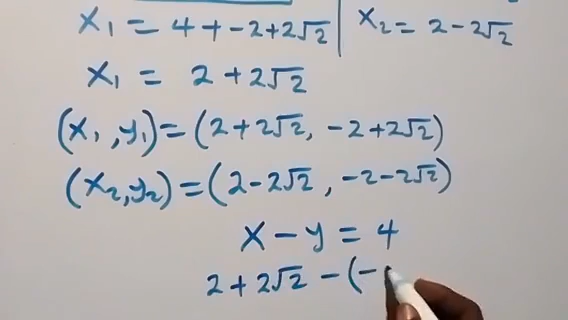 x₁ = 4 + -2 + 2√2 | x₂ = 2 - 2√2
x₁ = 2 + 2√2
(x₁, y₁) = (2 + 2√2, -2 + 2√2)
(x₂, y₂) = (2 - 2√2, -2 - 2√2)
x - y = 4
2 + 2√2 - (-